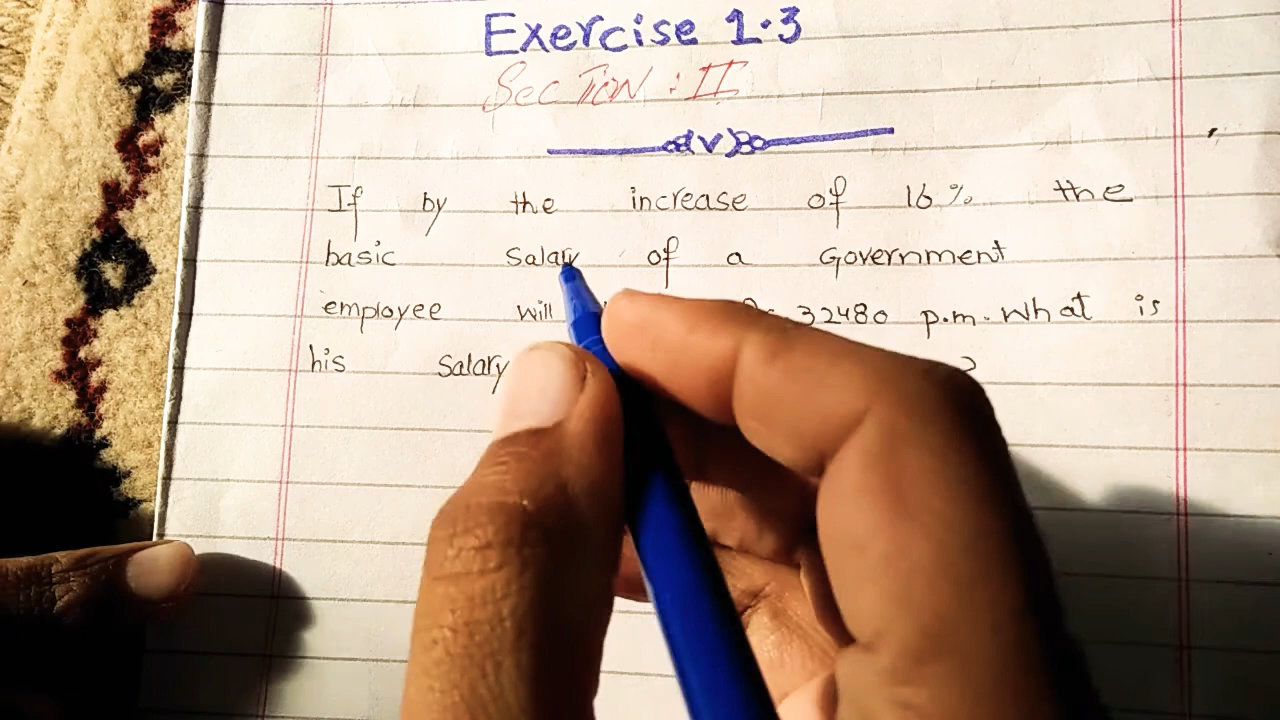 Exercise 1.3
Section : II
(V)
If by the increase of 16% the
basic Salary of a Government
employee will 32480 p.m. What is
his Salary ?